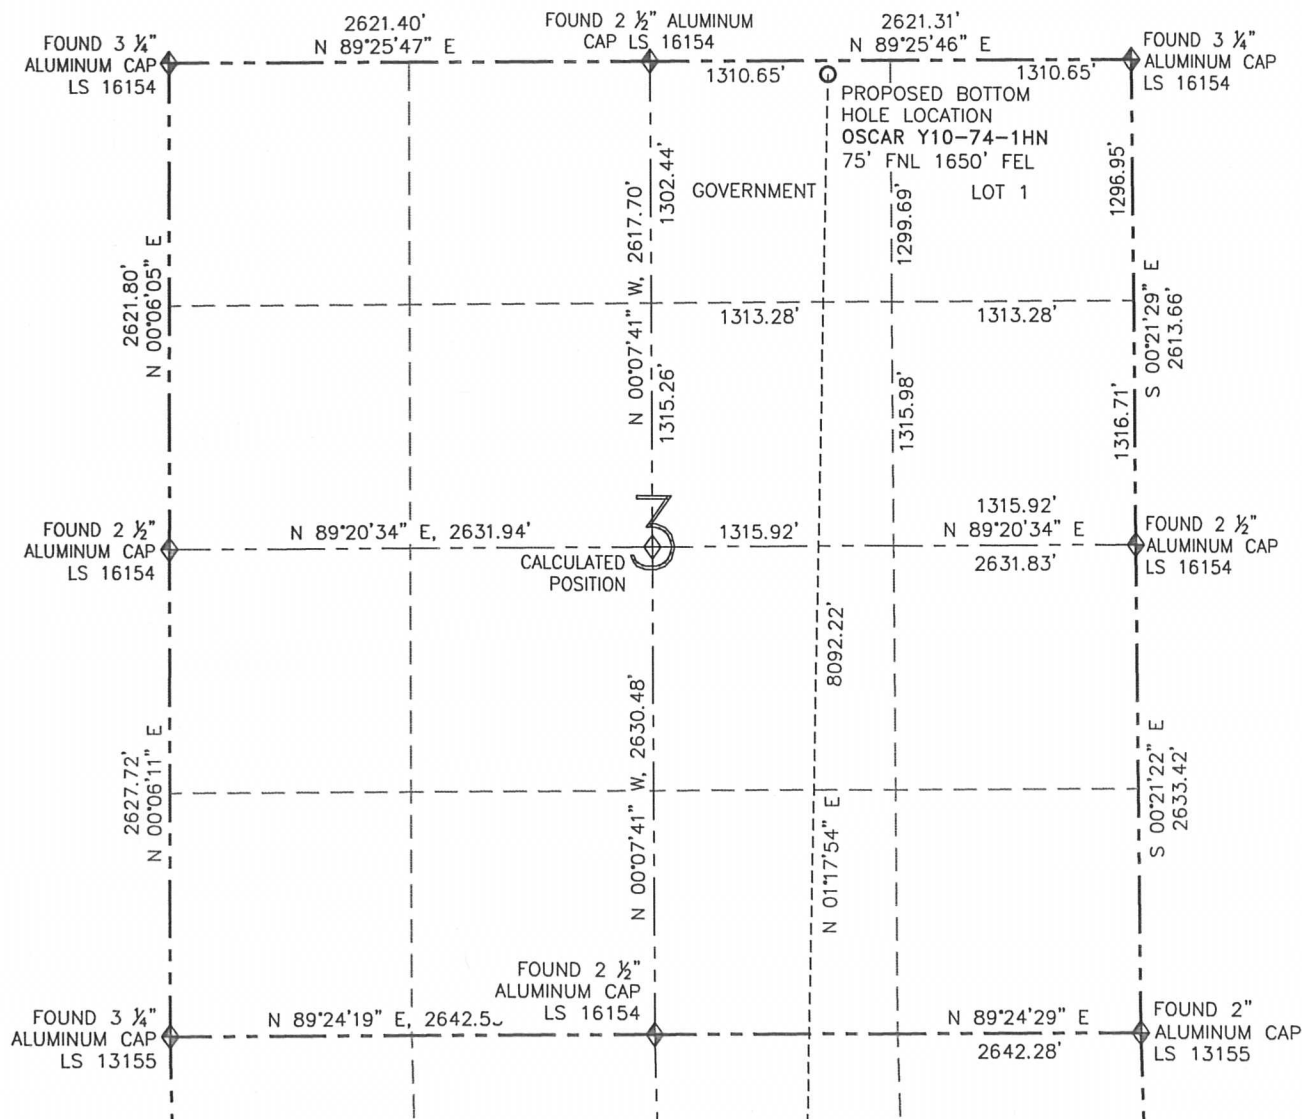 2621.40'
N 89°25'47" E
FOUND 2 ½" ALUMINUM
CAP LS 16154
2621.31'
N 89°25'46" E
FOUND 3 ¼"
ALUMINUM CAP
LS 16154
FOUND 3 ¼"
ALUMINUM CAP
LS 16154
1310.65'
1310.65'
PROPOSED BOTTOM
HOLE LOCATION
OSCAR Y10-74-1HN
75' FNL 1650' FEL
GOVERNMENT
LOT 1
1302.44'
N 00°07'41" W, 2617.70'
1299.69'
1296.95'
2621.80'
N 00°06'05" E
S 00°21'29" E
2613.66'
1313.28'
1313.28'
1315.26'
1315.98'
1316.71'
FOUND 2 ½"
ALUMINUM CAP
LS 16154
N 89°20'34" E, 2631.94'
3
CALCULATED
POSITION
1315.92'
1315.92'
N 89°20'34" E
2631.83'
FOUND 2 ½"
ALUMINUM CAP
LS 16154
8092.22'
N 01°17'54" E
N 00°07'41" W, 2630.48'
2627.72'
N 00°06'11" E
S 00°21'22" E
2633.42'
FOUND 2 ½"
ALUMINUM CAP
LS 16154
FOUND 3 ¼"
ALUMINUM CAP
LS 13155
N 89°24'19" E,
N 89°24'29" E
2642.28'
FOUND 2"
ALUMINUM CAP
LS 13155